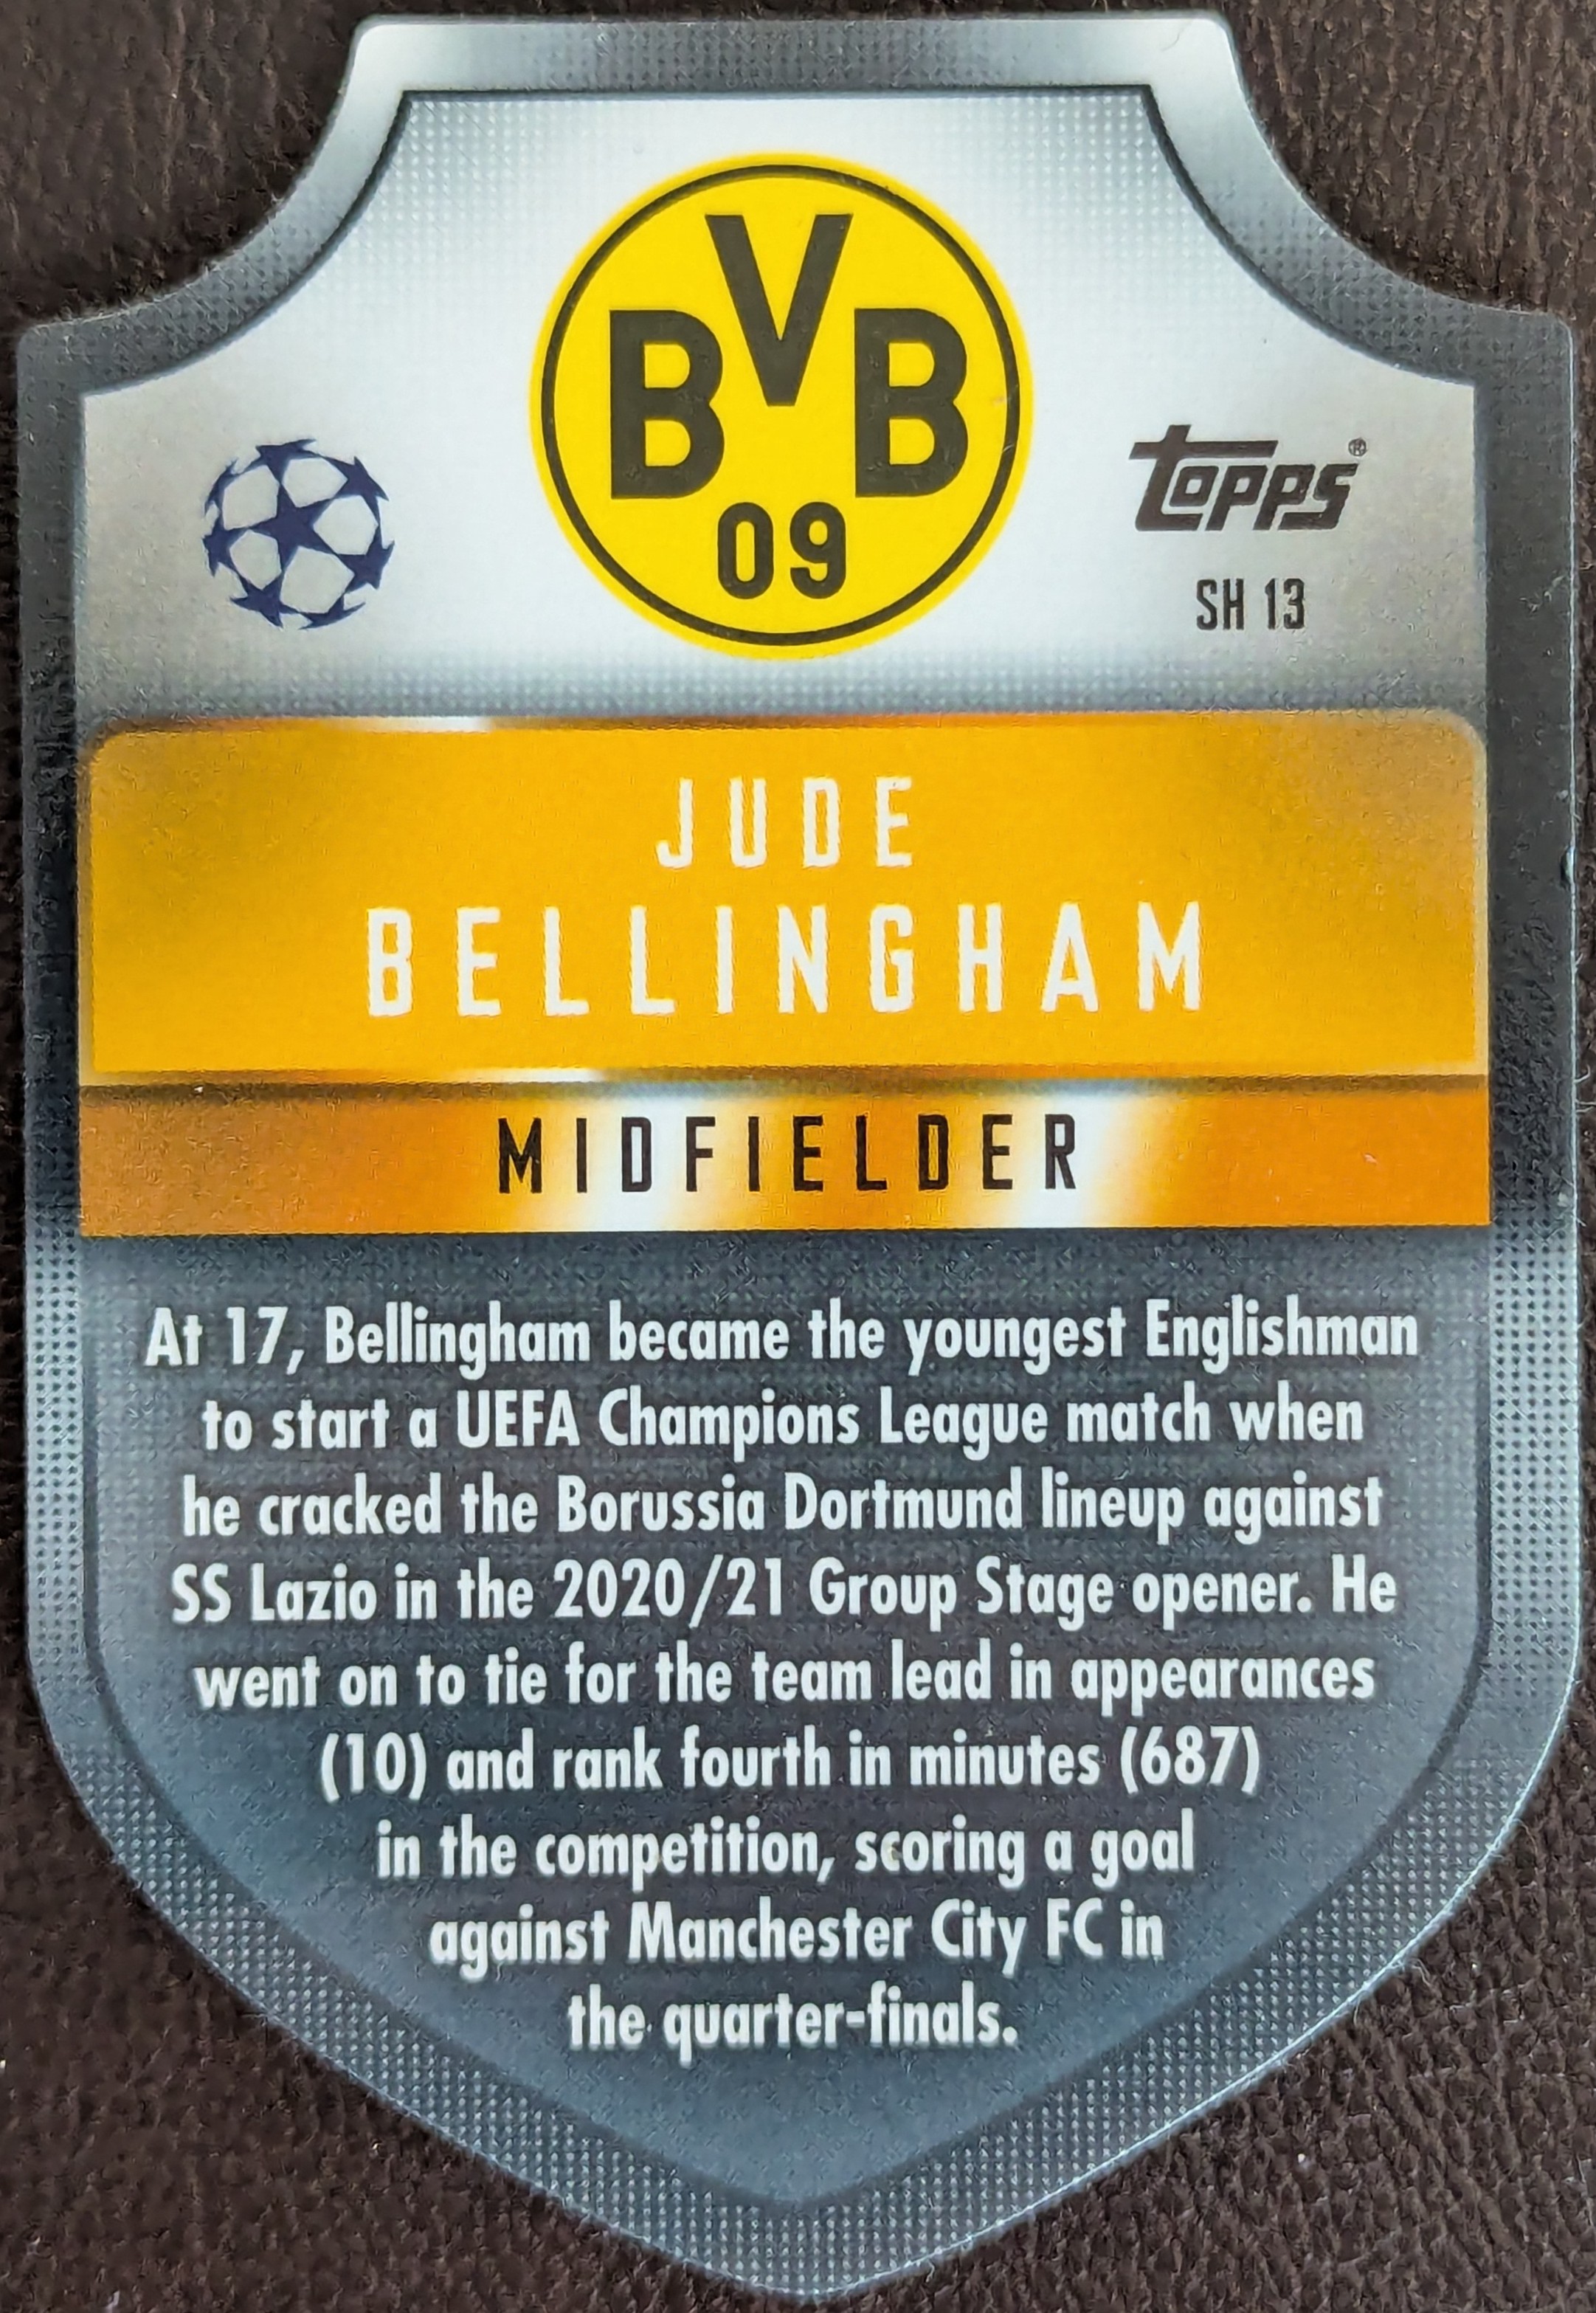 BVB
09
TOPPS®
SH 13
JUDE
BELLINGHAM
MIDFIELDER
At 17, Bellingham became the youngest Englishman
to start a UEFA Champions League match when
he cracked the Borussia Dortmund lineup against
SS Lazio in the 2020/21 Group Stage opener. He
went on to tie for the team lead in appearances
(10) and rank fourth in minutes (687)
in the competition, scoring a goal
against Manchester City FC in
the quarter-finals.